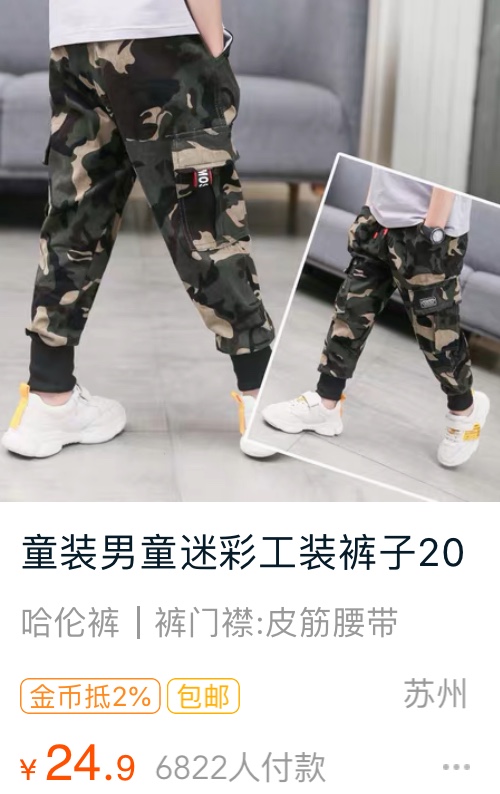 童装男童迷彩工装裤子20
哈伦裤 | 裤门襟:皮筋腰带
金币抵2% 包邮 苏州
¥24.9 6822人付款 •••